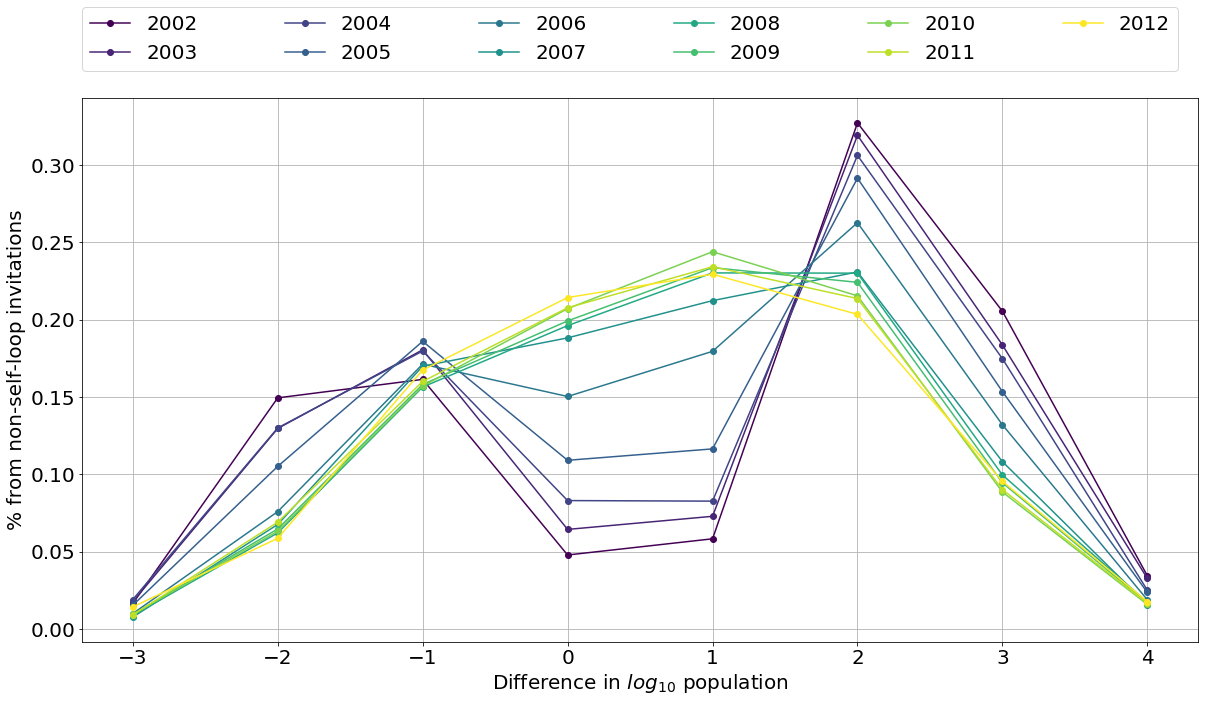 2002 2004 2006 2008 2010 2012
2003 2005 2007 2009 2011
% from non-self-loop invitations
0.30
0.25
0.20
0.15
0.10
0.05
0.00
−3 −2 −1 0 1 2 3 4
Difference in log₁₀ population